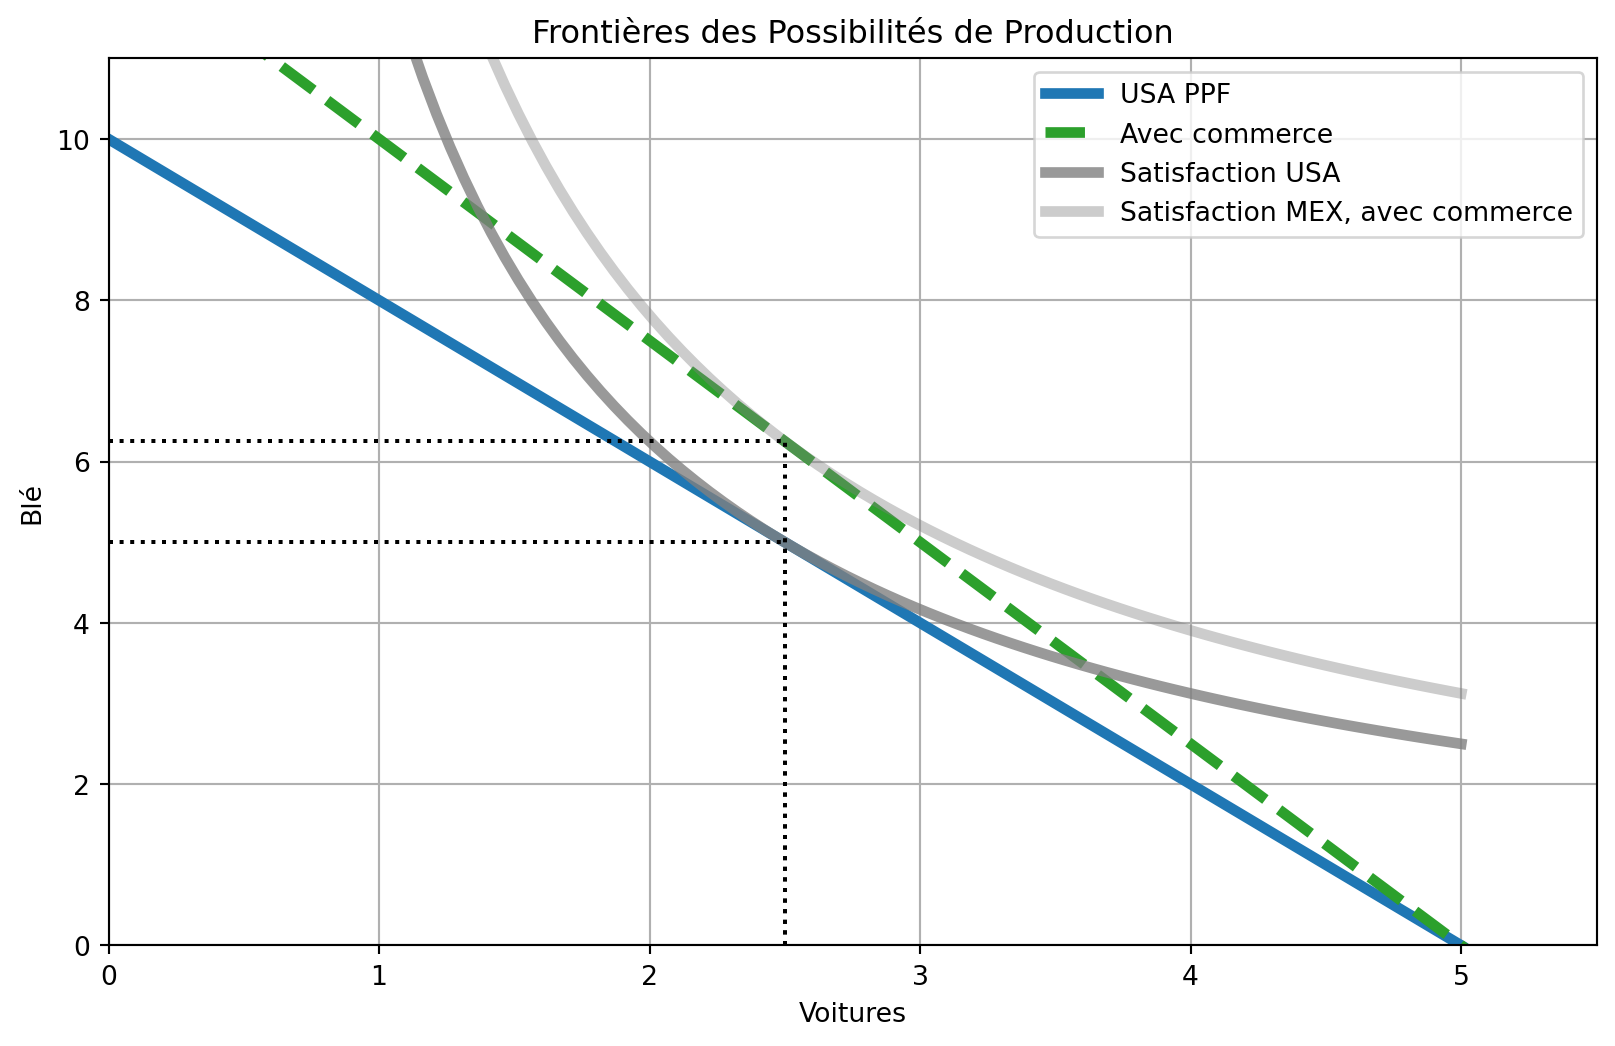 Frontières des Possibilités de Production
USA PPF
Avec commerce
Satisfaction USA
Satisfaction MEX, avec commerce
10
8
6
4
2
0
Blé
0 1 2 3 4 5
Voitures